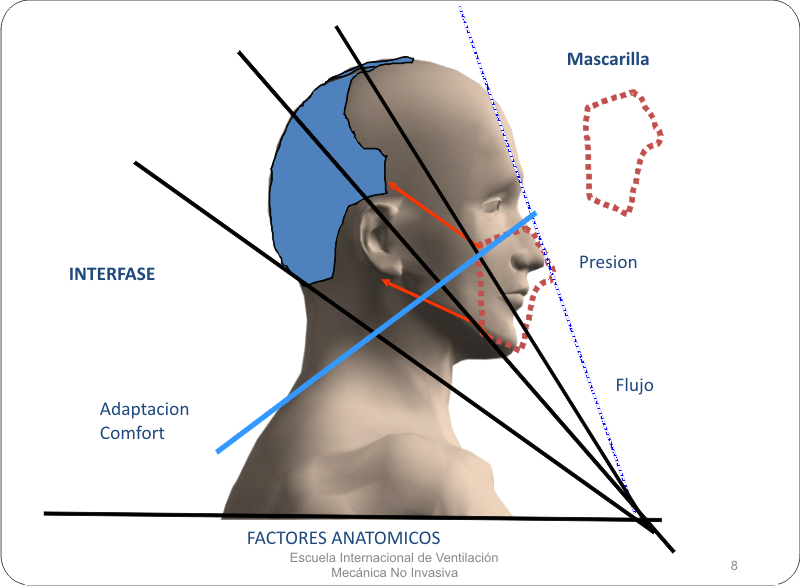 Mascarilla
Presion
INTERFASE
Flujo
Adaptacion
Comfort
FACTORES ANATOMICOS
Escuela Internacional de Ventilación
Mecánica No Invasiva
8